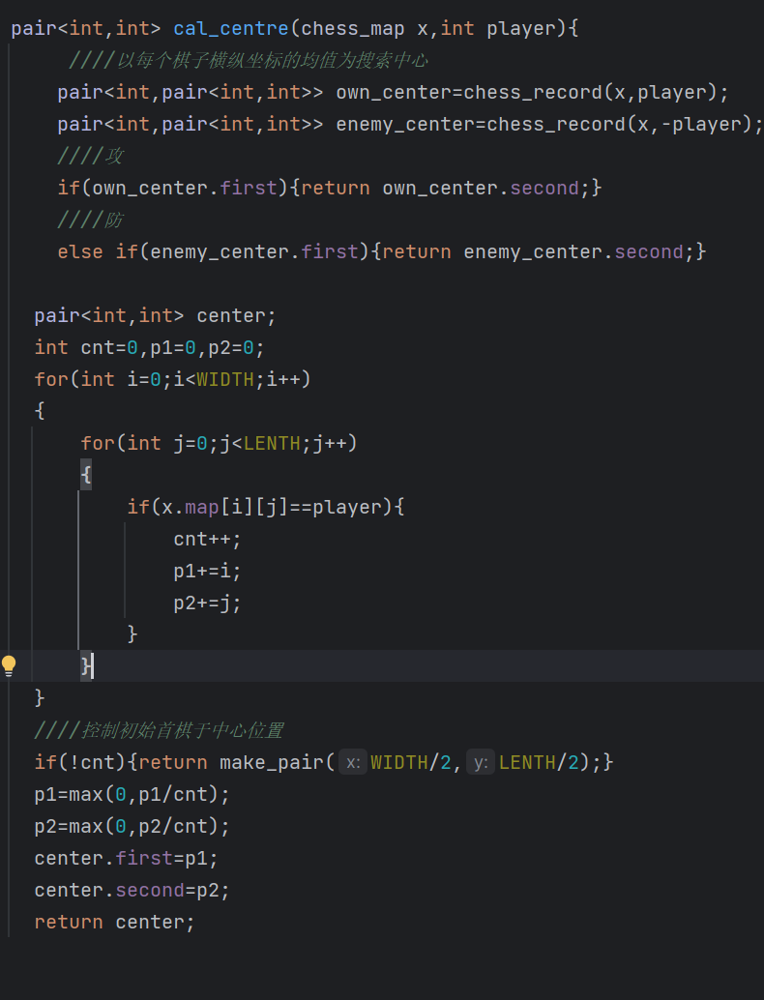 pair<int,int> cal_centre(chess_map x,int player){
////以每个棋子横纵坐标的均值为搜索中心
pair<int,pair<int,int>> own_center=chess_record(x,player);
pair<int,pair<int,int>> enemy_center=chess_record(x,-player);
////攻
if(own_center.first){return own_center.second;}
////防
else if(enemy_center.first){return enemy_center.second;}
pair<int,int> center;
int cnt=0,p1=0,p2=0;
for(int i=0;i<WIDTH;i++)
{
for(int j=0;j<LENTH;j++)
{
if(x.map[i][j]==player){
cnt++;
p1+=i;
p2+=j;
}
}
}
////控制初始首棋于中心位置
if(!cnt){return make_pair( x: WIDTH/2, y: LENTH/2);}
p1=max(0,p1/cnt);
p2=max(0,p2/cnt);
center.first=p1;
center.second=p2;
return center;